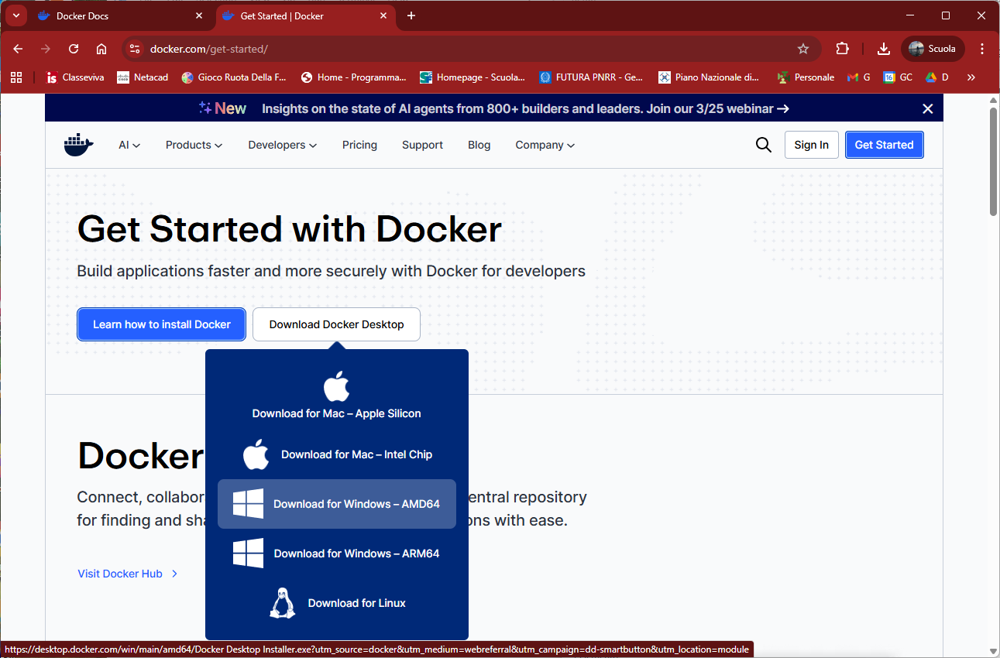 Docker Docs
Get Started | Docker
docker.com/get-started/
Scuola
Classeviva
Netacad
Gioco Ruota Della F...
Home - Programma...
Homepage - Scuola...
FUTURA PNRR - Ge...
Piano Nazionale di...
Personale
G
GC
D
New Insights on the state of AI agents from 800+ builders and leaders. Join our 3/25 webinar →
AI
Products
Developers
Pricing
Support
Blog
Company
Sign In
Get Started
Get Started with Docker
Build applications faster and more securely with Docker for developers
Learn how to install Docker
Download Docker Desktop
Download for Mac – Apple Silicon
Download for Mac – Intel Chip
Download for Windows – AMD64
Download for Windows – ARM64
Download for Linux
Docker
Connect, collabor entral repository
for finding and sha ons with ease.
Visit Docker Hub
https://desktop.docker.com/win/main/amd64/Docker Desktop Installer.exe?utm_source=docker&utm_medium=webreferral&utm_campaign=dd-smartbutton&utm_location=module